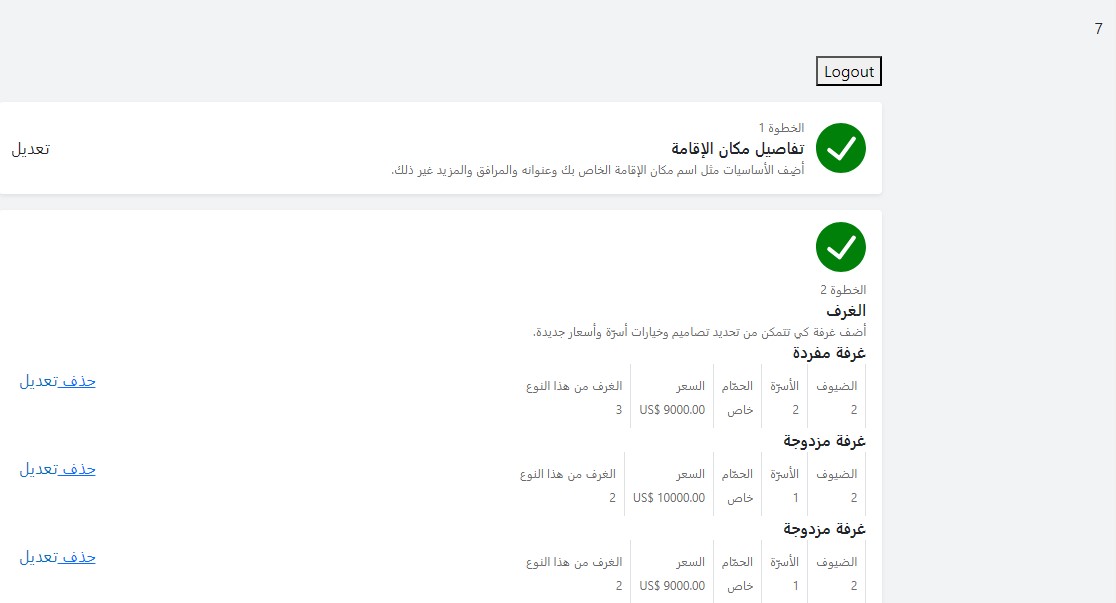 7
Logout
الخطوة 1
تفاصيل مكان الإقامة
تعديل
أضِف الأساسيات مثل اسم مكان الإقامة الخاص بك وعنوانه والمرافق والمزيد غير ذلك.
الخطوة 2
الغرف
أضف غرفة كي تتمكن من تحديد تصاميم وخيارات أسرّة وأسعار جديدة.
غرفة مفردة
الضيوف الأسرّة الحمّام السعر الغرف من هذا النوع
2 2 خاص US$ 9000.00 3
حذف تعديل
غرفة مزدوجة
الضيوف الأسرّة الحمّام السعر الغرف من هذا النوع
2 1 خاص US$ 10000.00 2
حذف تعديل
غرفة مزدوجة
الضيوف الأسرّة الحمّام السعر الغرف من هذا النوع
2 1 خاص US$ 9000.00 2
حذف تعديل